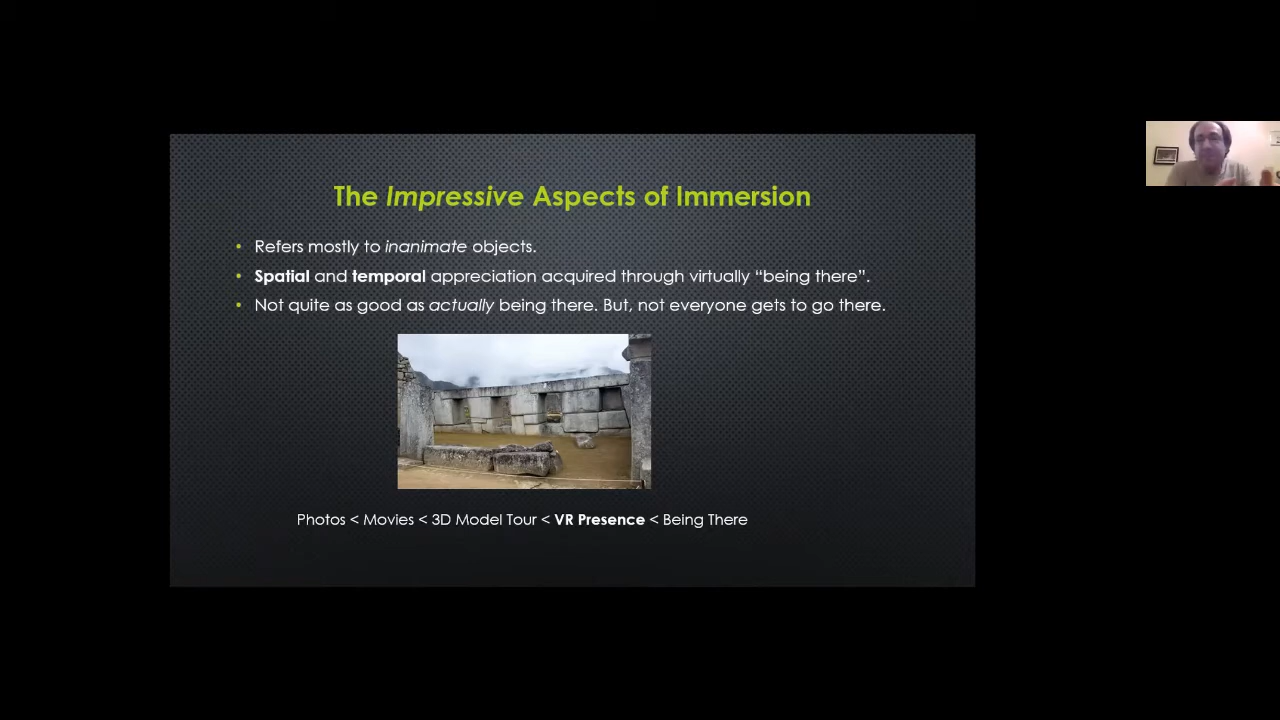 The Impressive Aspects of Immersion
• Refers mostly to inanimate objects.
• Spatial and temporal appreciation acquired through virtually “being there”.
• Not quite as good as actually being there. But, not everyone gets to go there.
Photos < Movies < 3D Model Tour < VR Presence < Being There